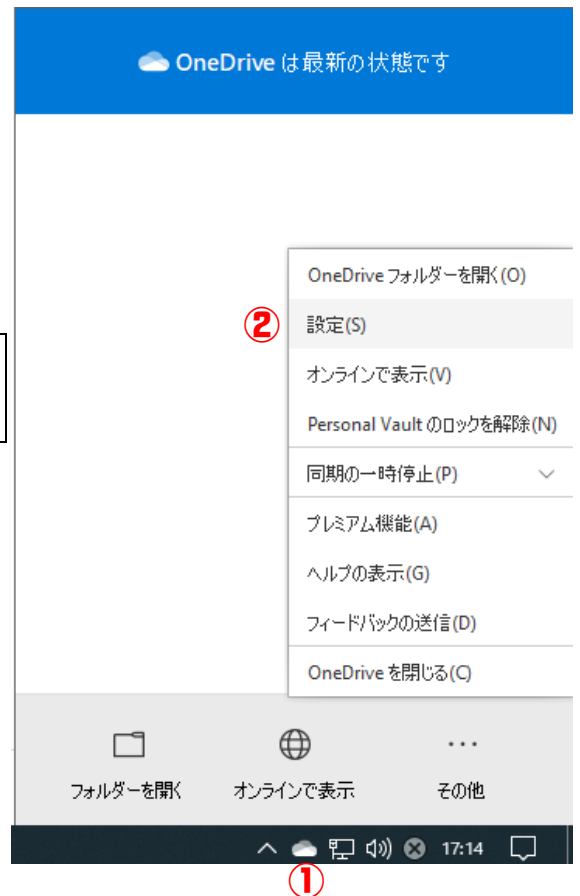 OneDrive は最新の状態です
OneDrive フォルダーを開く(O)
② 設定(S)
オンラインで表示(V)
Personal Vault のロックを解除(N)
同期の一時停止(P)
プレミアム機能(A)
ヘルプの表示(G)
フィードバックの送信(D)
OneDrive を閉じる(C)
フォルダーを開く オンラインで表示 その他
17:14
①